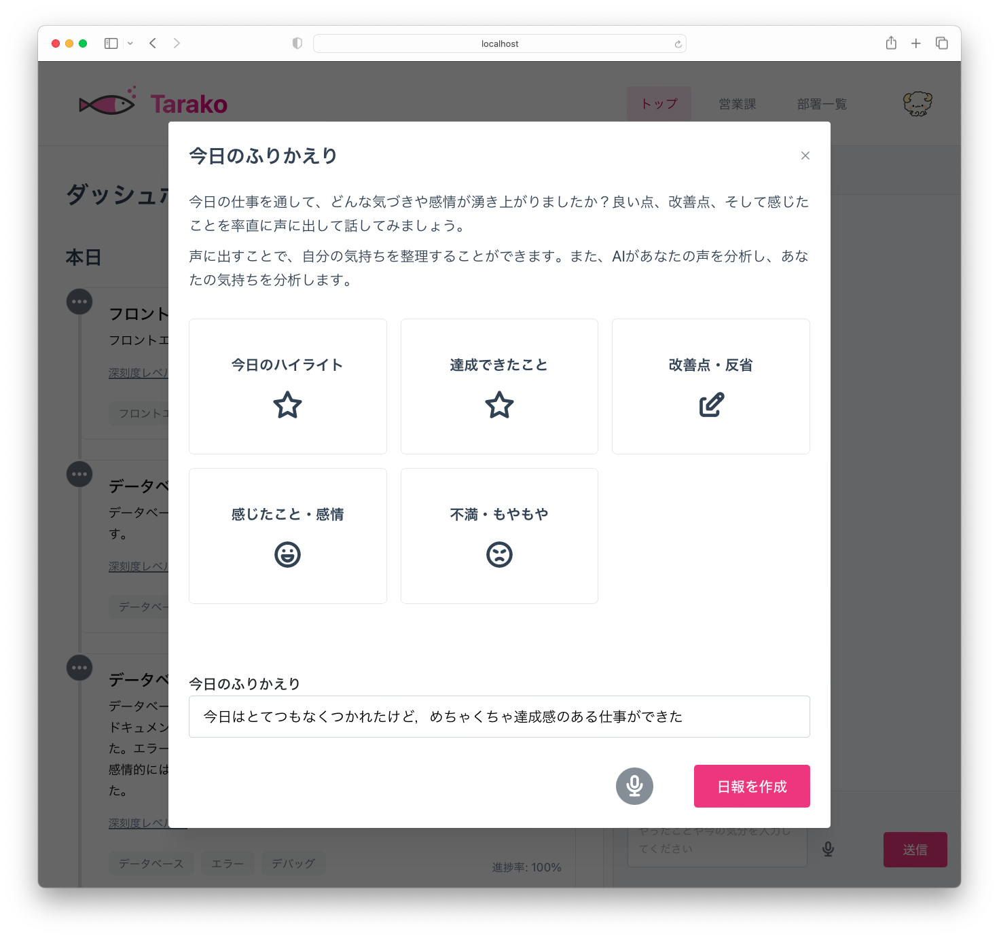 localhost
Tarako
トップ
営業課
部署一覧
今日のふりかえり
今日の仕事を通して、どんな気づきや感情が湧き上がりましたか？良い点、改善点、そして感じた
ことを率直に声に出して話してみましょう。
声に出すことで、自分の気持ちを整理することができます。また、AIがあなたの声を分析し、あな
たの気持ちを分析します。
今日のハイライト
達成できたこと
改善点・反省
感じたこと・感情
不満・もやもや
今日のふりかえり
今日はとてつもなくつかれたけど，めちゃくちゃ達成感のある仕事ができた
日報を作成
ダッシュボ
本日
フロント
フロントエ
深刻度レベル
フロントエ
データベ
データベー
す。
深刻度レベル
データベー
データベ
データベー
ドキュメン
た。エラー
感情的には
た。
深刻度レベル
データベース
エラー
デバッグ
進捗率: 100%
やったことや今の気分を入力し
てください
送信